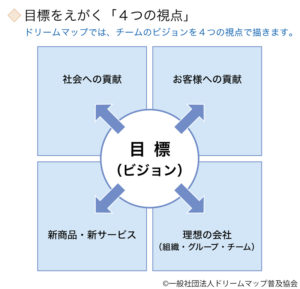 目標をえがく「４つの視点」
ドリームマップでは、チームのビジョンを４つの視点で描きます。
社会への貢献
お客様への貢献
目 標
（ビジョン）
新商品・新サービス
理想の会社
（組織・グループ・チーム）
©一般社団法人ドリームマップ普及協会